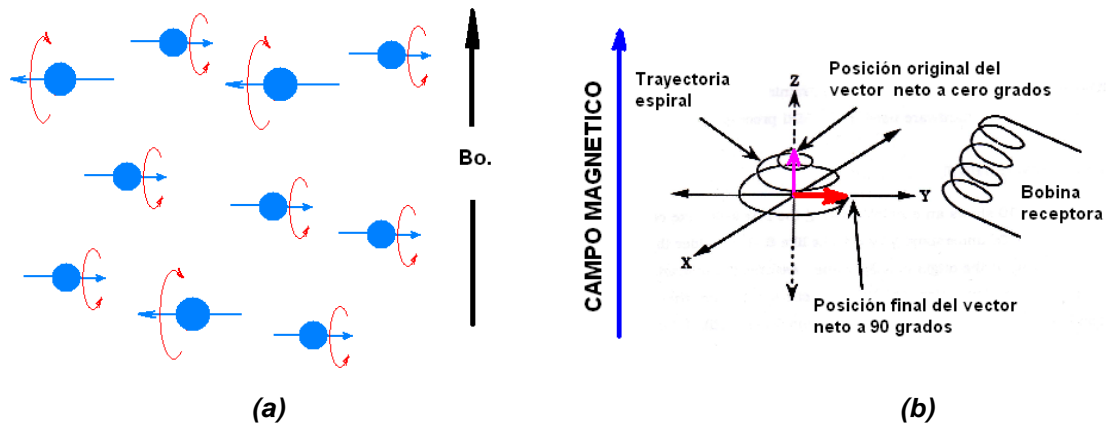 Bo.
(a)
CAMPO MAGNETICO
Trayectoria
espiral
Posición original del
vector neto a cero grados
Z
Y
X
Bobina
receptora
Posición final del vector
neto a 90 grados
(b)